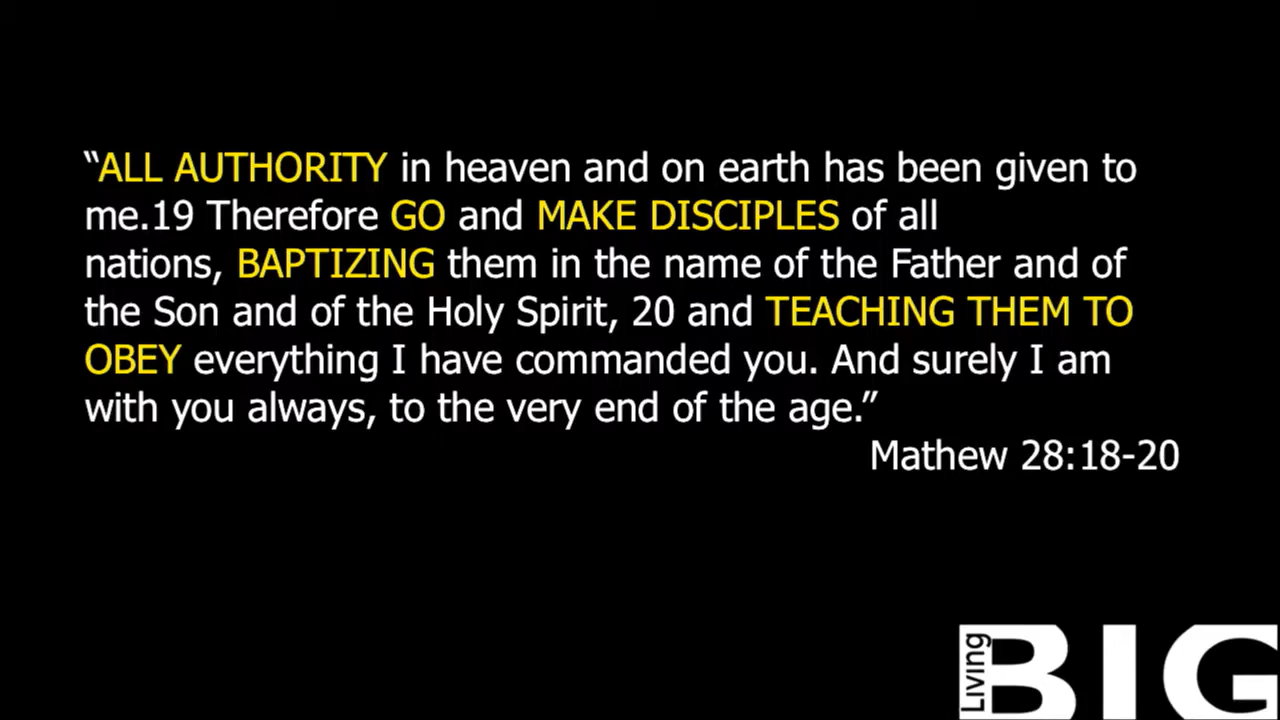 “ALL AUTHORITY in heaven and on earth has been given to
me.19 Therefore GO and MAKE DISCIPLES of all
nations, BAPTIZING them in the name of the Father and of
the Son and of the Holy Spirit, 20 and TEACHING THEM TO
OBEY everything I have commanded you. And surely I am
with you always, to the very end of the age.”
Mathew 28:18-20
Living
BIG